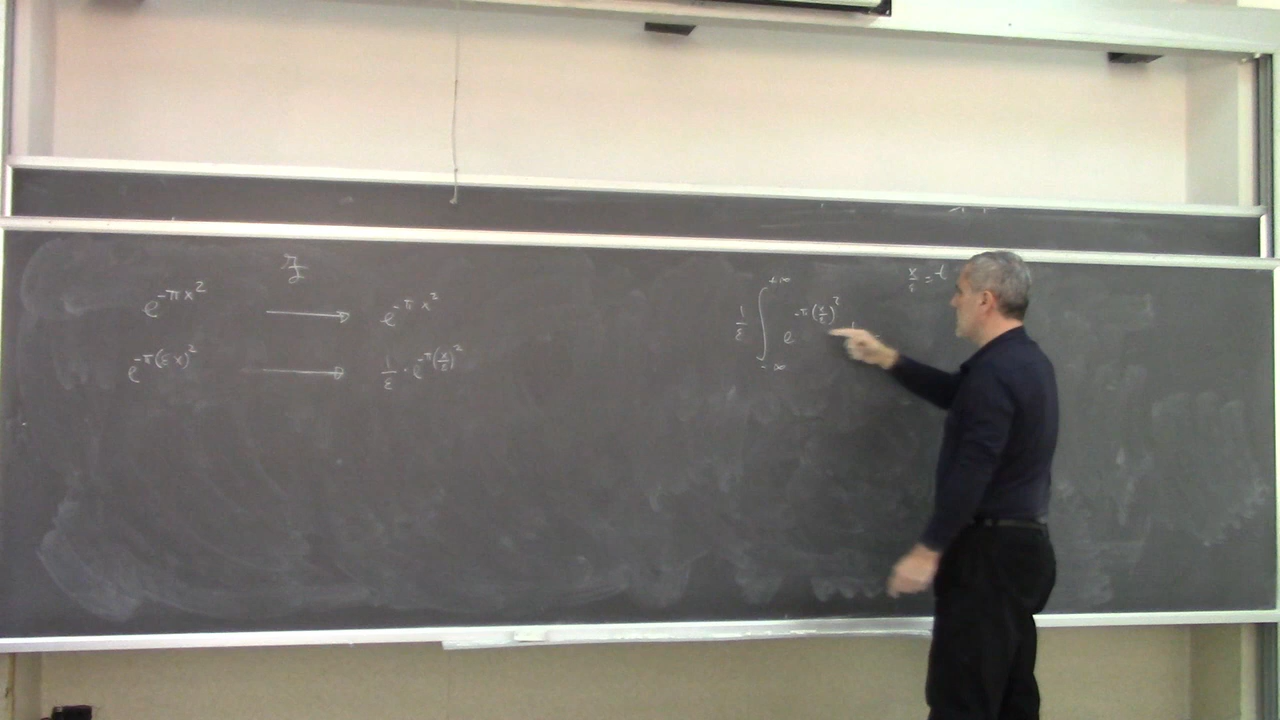 ℱ
e^{-πx²} ⟶ e^{-πx²}
e^{-π(εx)²} ⟶ 1/ε · e^{-π(x/ε)²}
1/ε ∫_{-∞}^{+∞} e^{-π(x/ε)²}
x/ε = t